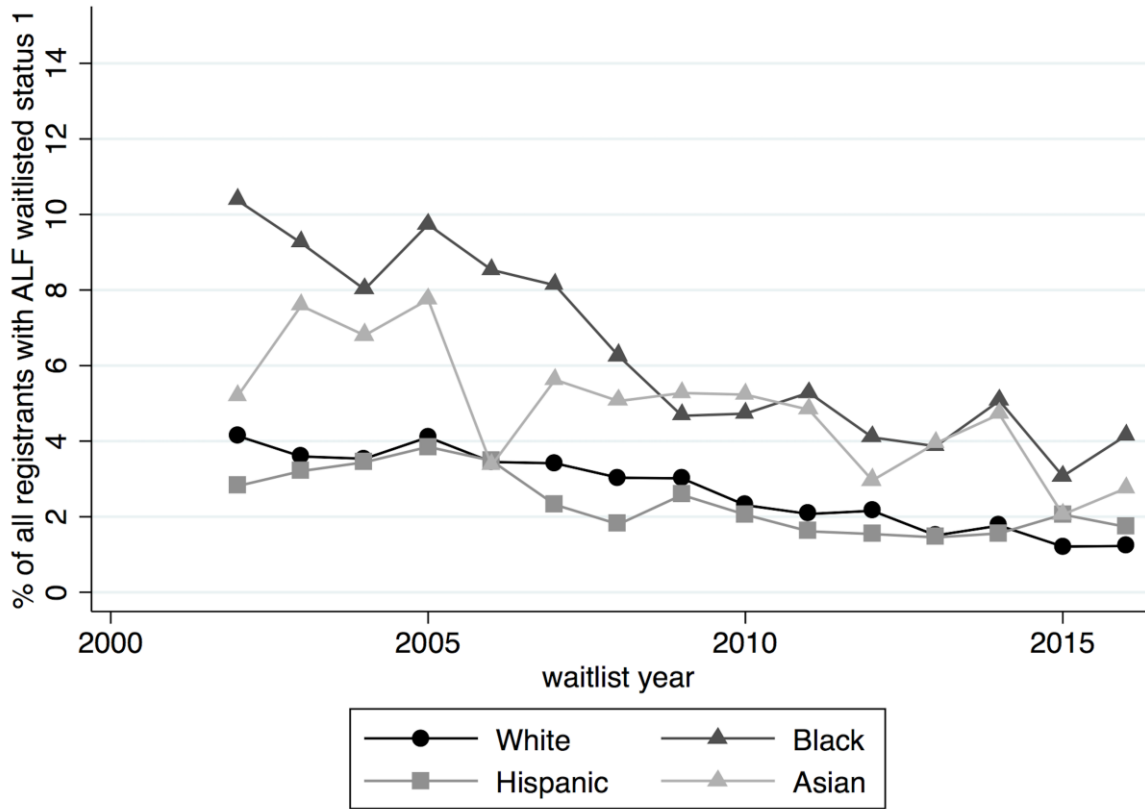 % of all registrants with ALF waitlisted status 1
14
12
10
8
6
4
2
0
2000 2005 2010 2015
waitlist year
White Black
Hispanic Asian